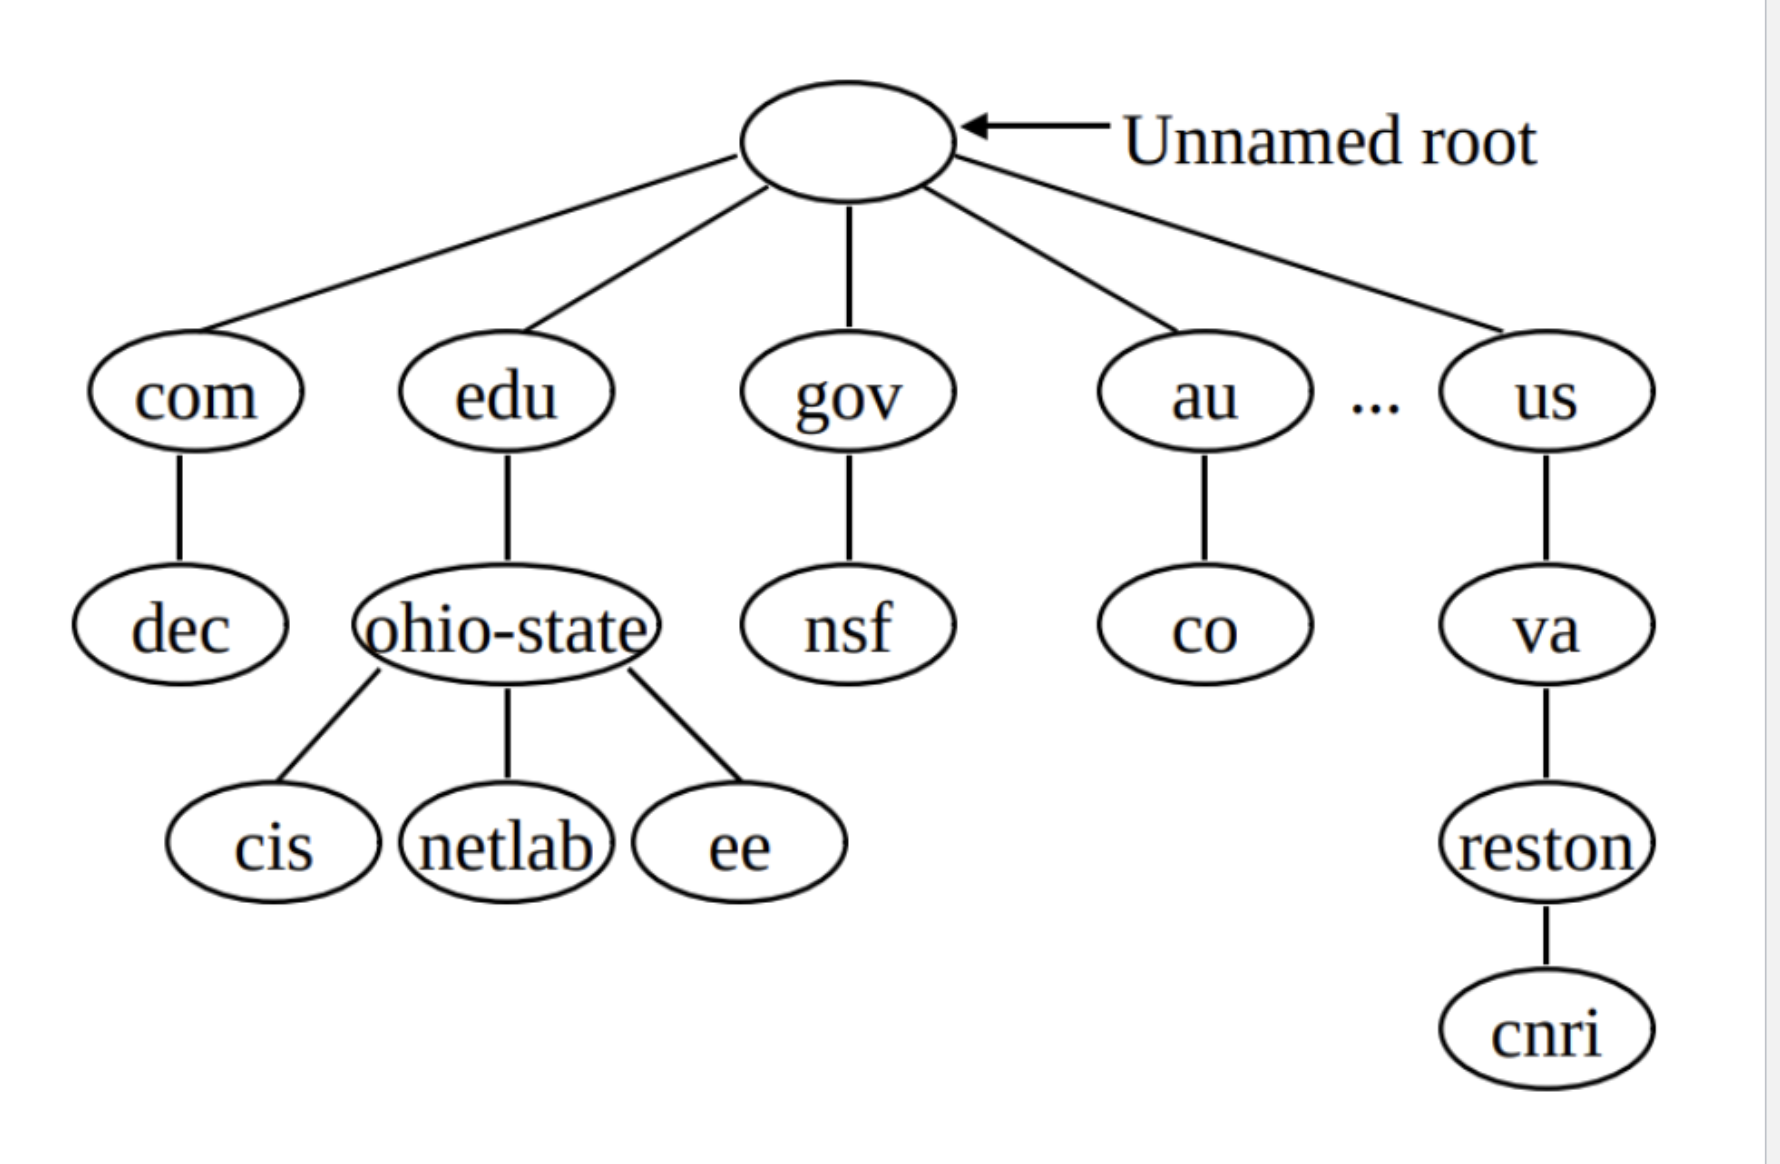 Unnamed root
com
edu
gov
au
...
us
dec
ohio-state
nsf
co
va
cis
netlab
ee
reston
cnri